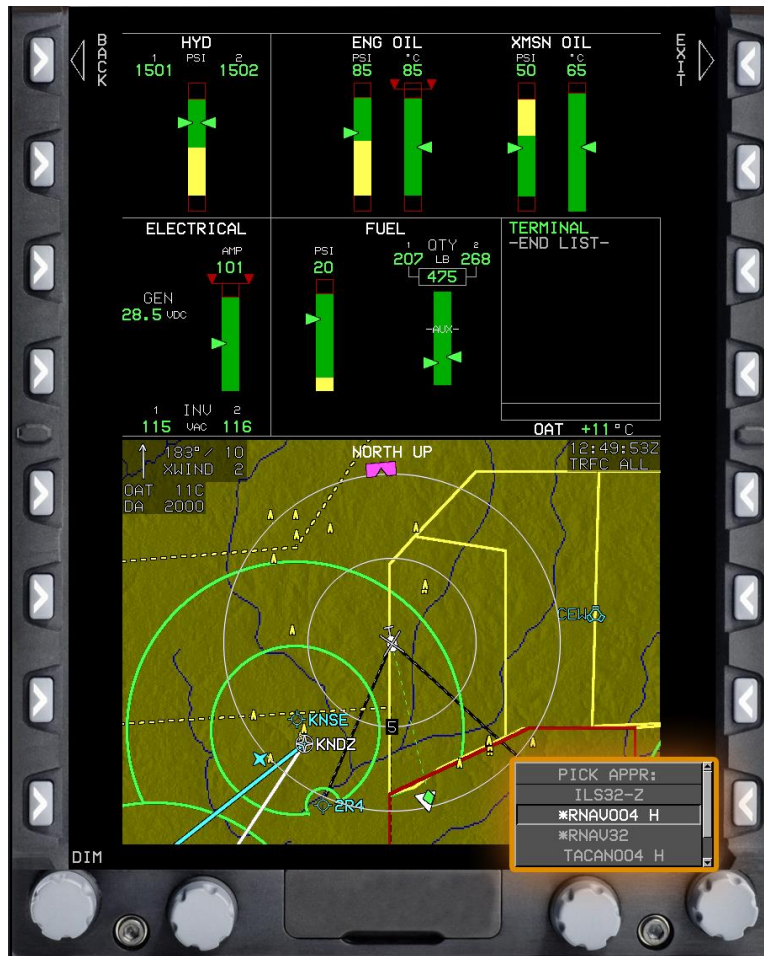 BACK
HYD
1 PSI 2
1501 1502
ENG OIL
PSI °C
85 85
XMSN OIL
PSI °C
50 65
EXIT
ELECTRICAL
AMP
101
GEN
28.5 VDC
1 INV 2
115 VAC 116
FUEL
PSI
20
1 QTY 2
207 LB 268
475
-AUX-
TERMINAL
-END LIST-
OAT +11°C
183°/ 10
XWIND 2
OAT 11C
DA 2000
NORTH UP
12:49:53Z
TRFC ALL
CEW
KNSE
KNDZ
5
2R4
PICK APPR:
ILS32-Z
*RNAV004 H
*RNAV32
TACAN004 H
DIM